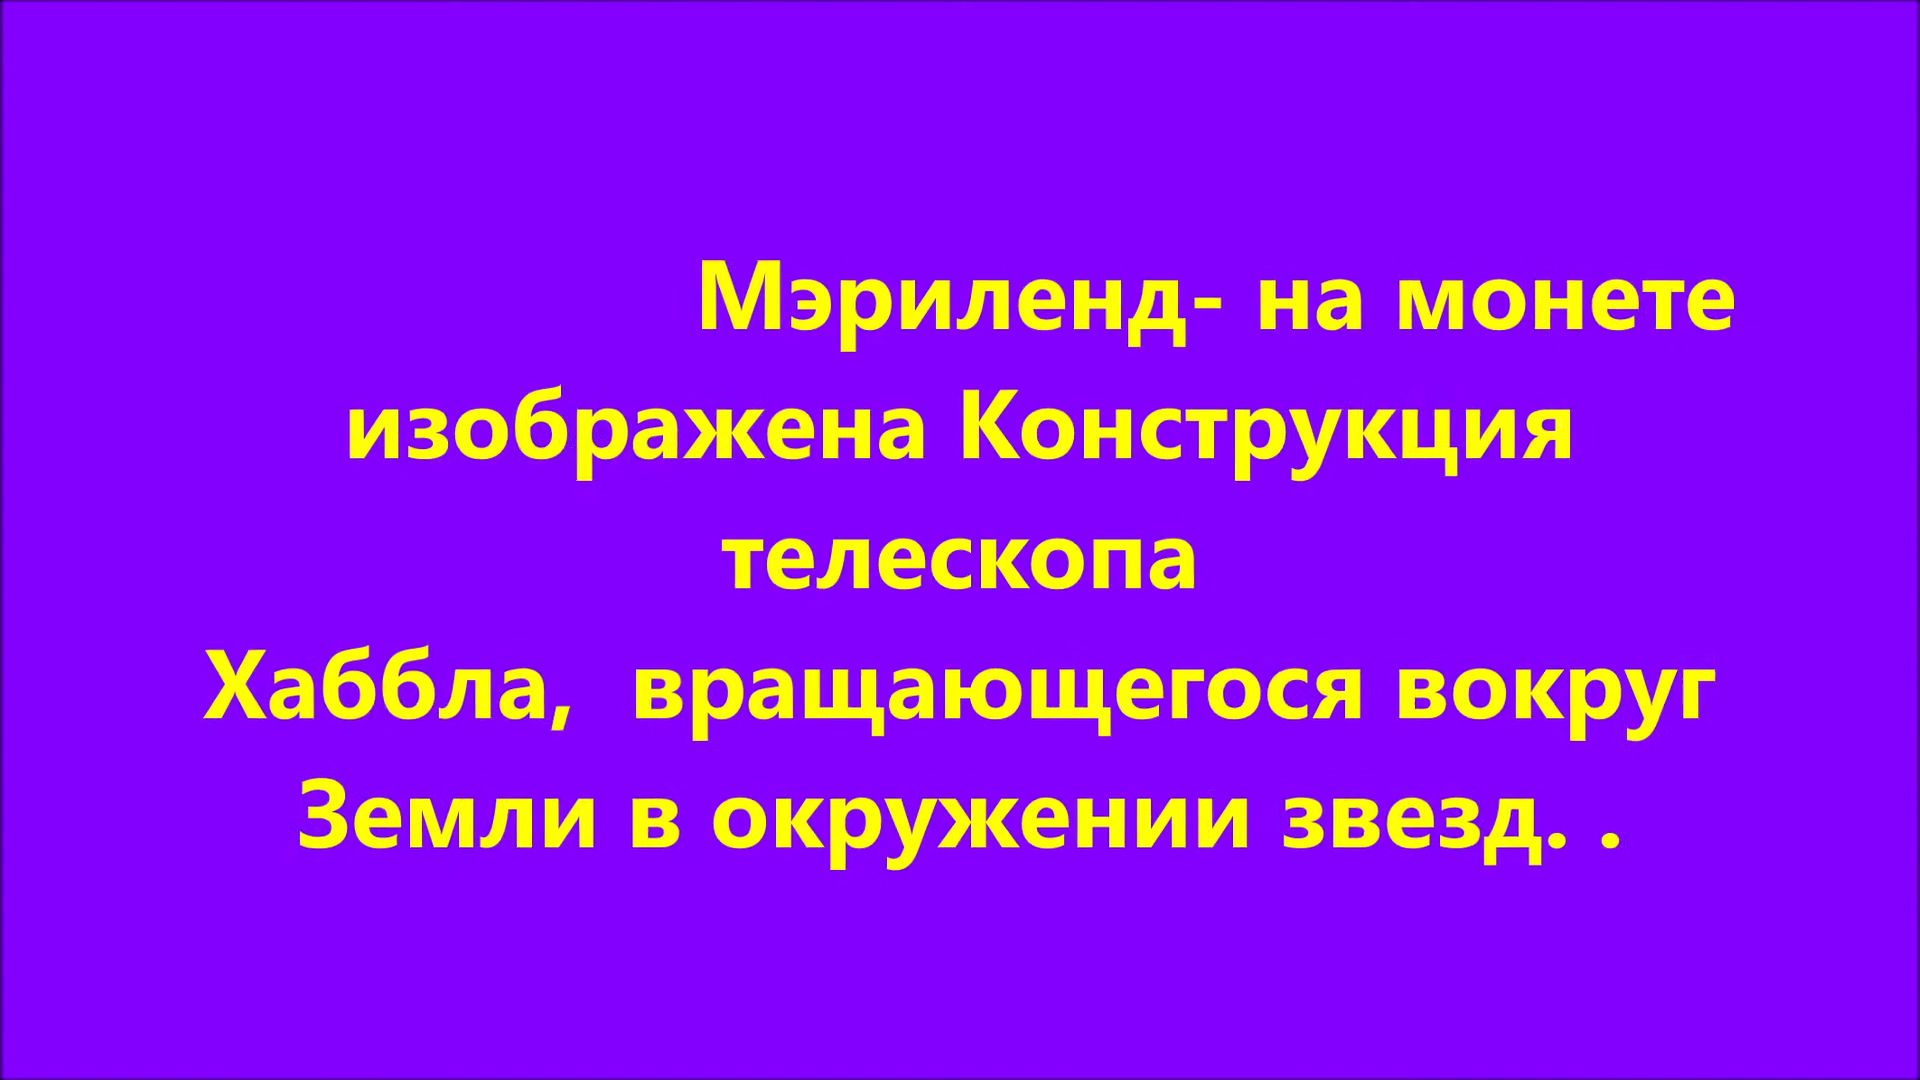 Мэриленд- на монете
изображена Конструкция
телескопа
Хаббла,  вращающегося вокруг
Земли в окружении звезд. .